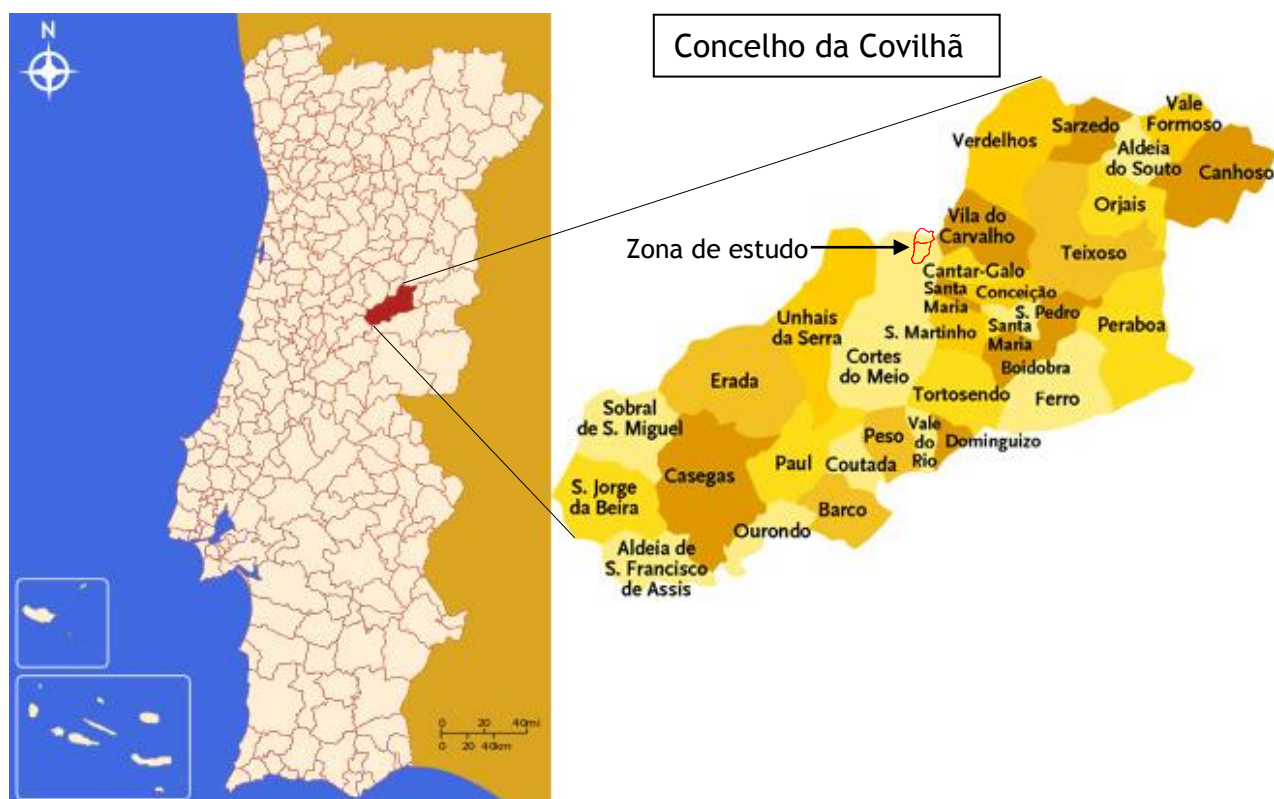 N
Concelho da Covilhã
Zona de estudo
Verdelhos
Sarzedo
Vale
Formoso
Aldeia
do Souto
Canhoso
Orjais
Vila do
Carvalho
Teixoso
Cantar-Galo
Santa
Maria
Conceição
S. Pedro
Santa
Maria
Peraboa
Unhais
da Serra
S. Martinho
Cortes
do Meio
Boidobra
Erada
Tortosendo
Ferro
Sobral
de S. Miguel
Peso
Vale
do
Rio
Dominguizo
Casegas
Paul
Coutada
S. Jorge
da Beira
Barco
Ourondo
Aldeia de
S. Francisco
de Assis
0 20 40mi
0 20 40km